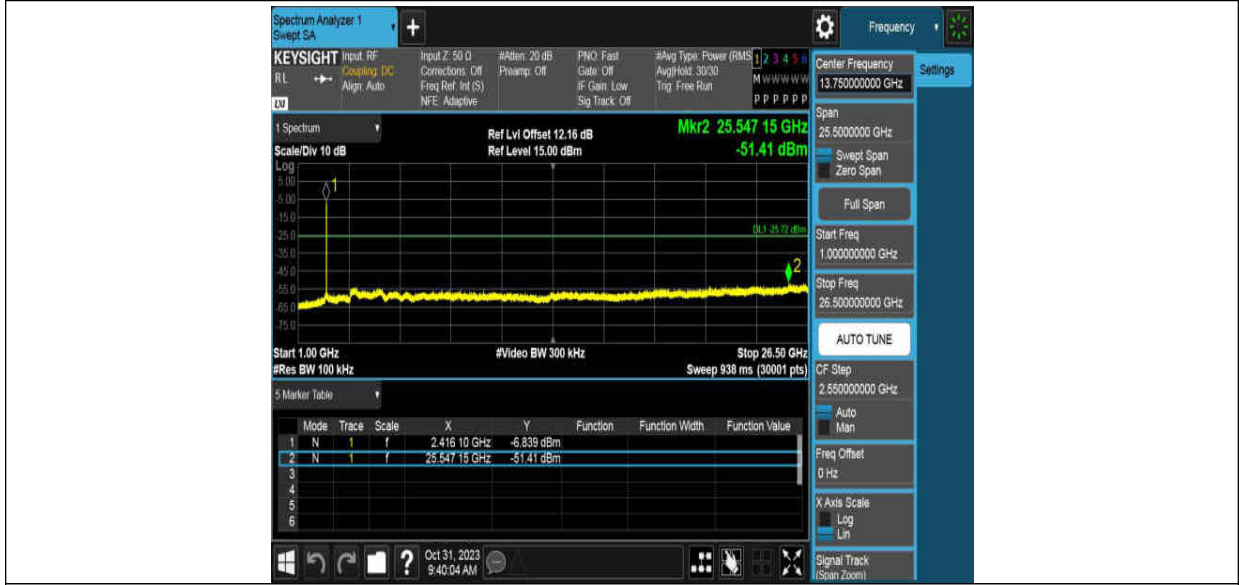 Spectrum Analyzer 1
Swept SA
+
Frequency
KEYSIGHT
RL
LXI
Input: RF
Coupling: DC
Align: Auto
Input Z: 50 Ω
Corrections: Off
Freq Ref: Int (S)
NFE: Adaptive
#Atten: 20 dB
Preamp: Off
PNO: Fast
Gate: Off
IF Gain: Low
Sig Track: Off
#Avg Type: Power (RMS
Avg|Hold: 30/30
Trig: Free Run
1 2 3 4 5 6
M W W W W W
P P P P P P
Center Frequency
13.750000000 GHz
Settings
Span
25.5000000 GHz
Swept Span
Zero Span
Full Span
Start Freq
1.000000000 GHz
Stop Freq
26.500000000 GHz
AUTO TUNE
CF Step
2.550000000 GHz
Auto
Man
Freq Offset
0 Hz
X Axis Scale
Log
Lin
Signal Track
(Span Zoom)
1 Spectrum
Scale/Div 10 dB
Ref Lvl Offset 12.16 dB
Ref Level 15.00 dBm
Mkr2 25.547 15 GHz
-51.41 dBm
Log
5.00
-5.00
-15.0
-25.0
-35.0
-45.0
-55.0
-65.0
-75.0
1
DL1 -25.72 dBm
2
Start 1.00 GHz
#Res BW 100 kHz
#Video BW 300 kHz
Stop 26.50 GHz
Sweep 938 ms (30001 pts)
5 Marker Table
Mode Trace Scale X Y Function Function Width Function Value
1 N 1 f 2.416 10 GHz -6.839 dBm
2 N 1 f 25.547 15 GHz -51.41 dBm
3
4
5
6
?
Oct 31, 2023
9:40:04 AM